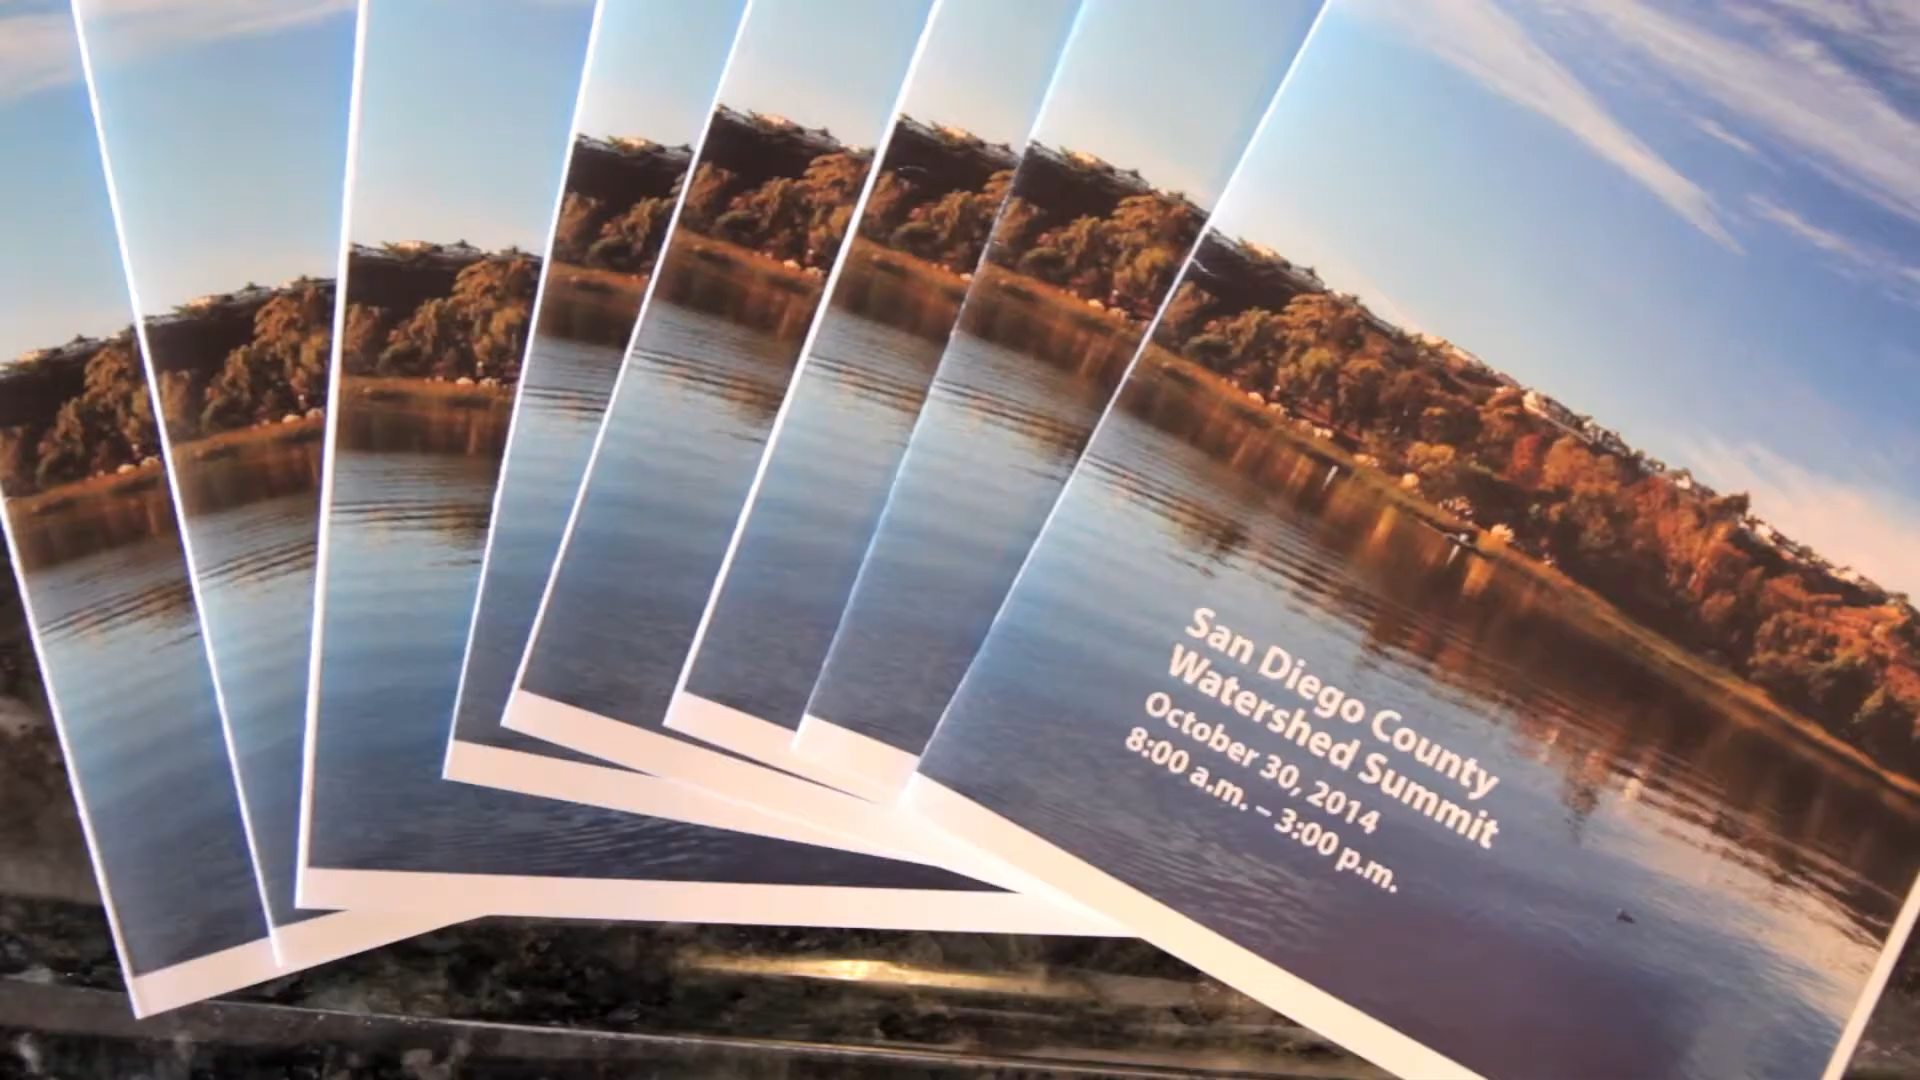 San Diego County
Watershed Summit
October 30, 2014
8:00 a.m. – 3:00 p.m.